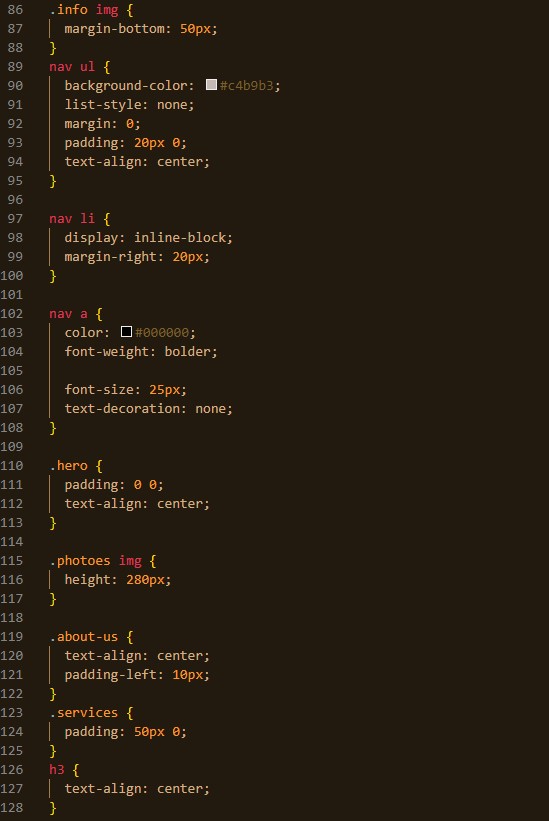 86 .info img {
87 margin-bottom: 50px;
88 }
89 nav ul {
90 background-color: #c4b9b3;
91 list-style: none;
92 margin: 0;
93 padding: 20px 0;
94 text-align: center;
95 }
96
97 nav li {
98 display: inline-block;
99 margin-right: 20px;
100 }
101
102 nav a {
103 color: #000000;
104 font-weight: bolder;
105
106 font-size: 25px;
107 text-decoration: none;
108 }
109
110 .hero {
111 padding: 0 0;
112 text-align: center;
113 }
114
115 .photoes img {
116 height: 280px;
117 }
118
119 .about-us {
120 text-align: center;
121 padding-left: 10px;
122 }
123 .services {
124 padding: 50px 0;
125 }
126 h3 {
127 text-align: center;
128 }